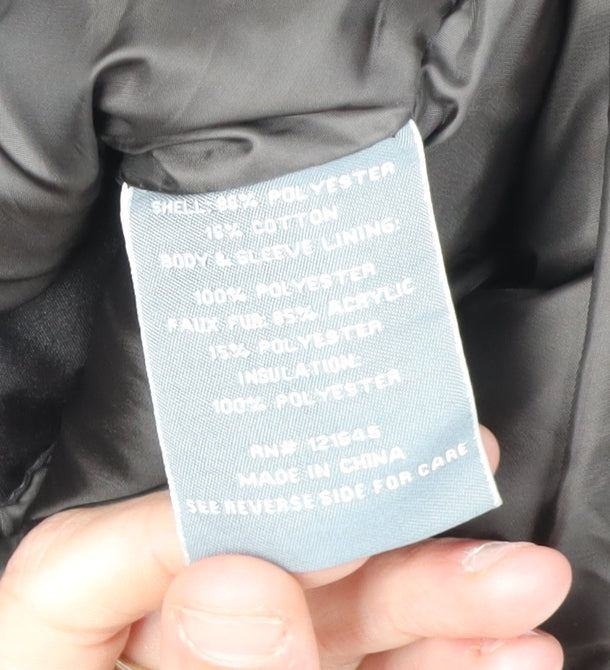 SHELL: 85% POLYESTER
15% COTTON
BODY & SLEEVE LINING:
100% POLYESTER
FAUX FUR: 85% ACRYLIC
15% POLYESTER
INSULATION:
100% POLYESTER
RN# 121545
MADE IN CHINA
SEE REVERSE SIDE FOR CARE